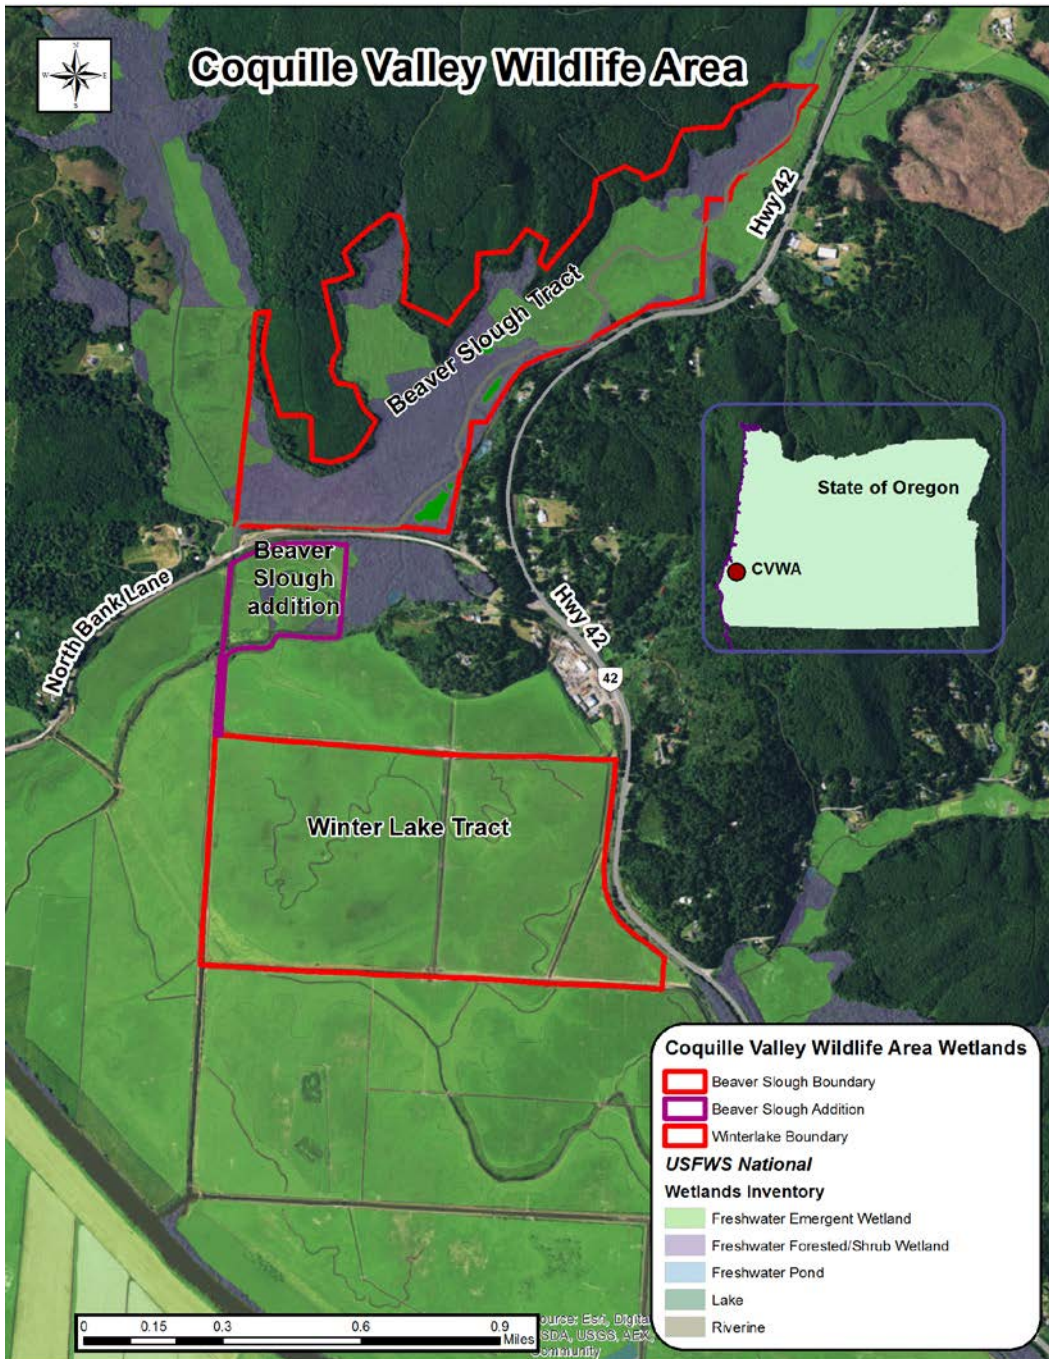 N
W
E
S
Coquille Valley Wildlife Area
Hwy 42
Beaver Slough Tract
State of Oregon
CVWA
Beaver
Slough
addition
North Bank Lane
Hwy 42
42
Winter Lake Tract
Coquille Valley Wildlife Area Wetlands
Beaver Slough Boundary
Beaver Slough Addition
Winterlake Boundary
USFWS National
Wetlands Inventory
Freshwater Emergent Wetland
Freshwater Forested/Shrub Wetland
Freshwater Pond
Lake
Riverine
0 0.15 0.3 0.6 0.9
Miles
Esri,
USGS,